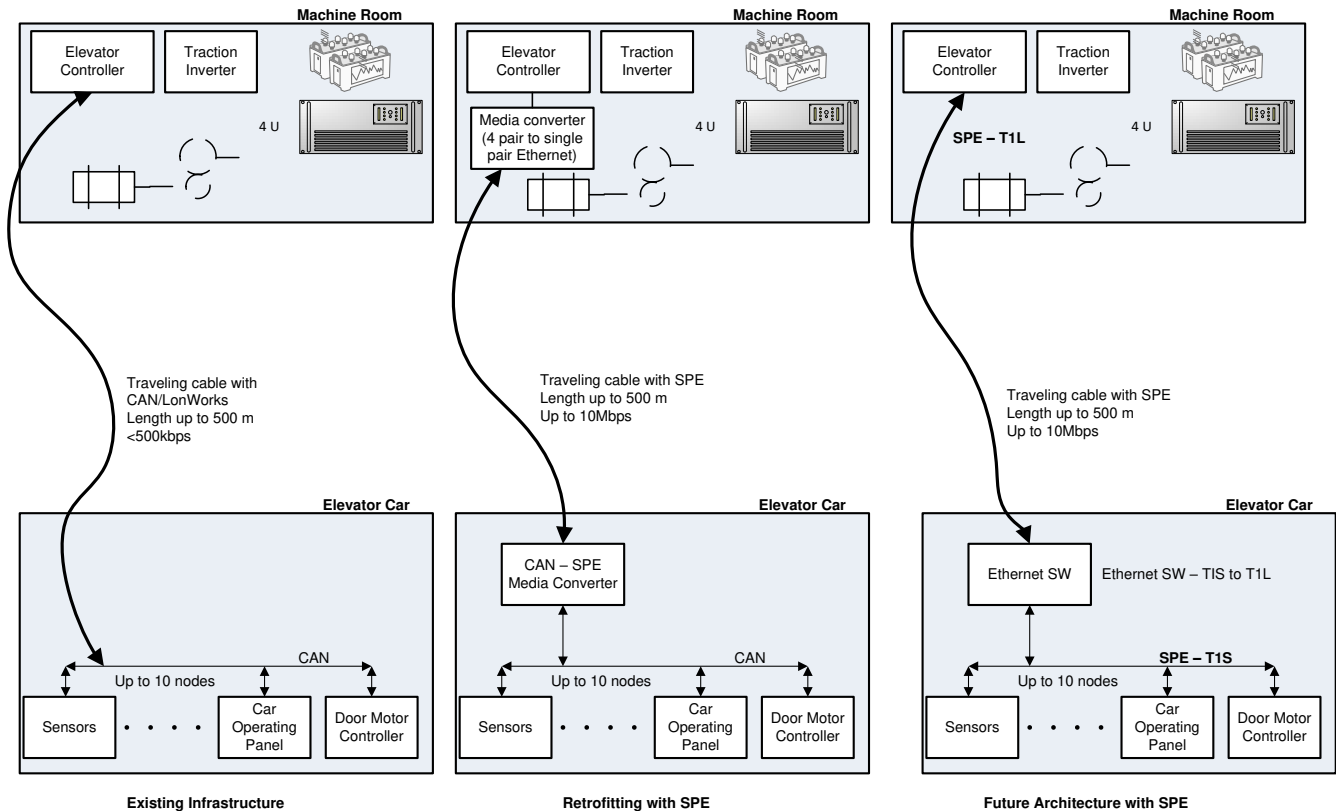 Machine Room
Elevator
Controller
Traction
Inverter
4 U
Traveling cable with
CAN/LonWorks
Length up to 500 m
<500kbps
Elevator Car
CAN
Up to 10 nodes
Sensors
Car
Operating
Panel
Door Motor
Controller
Existing Infrastructure
Machine Room
Elevator
Controller
Traction
Inverter
Media converter
(4 pair to single
pair Ethernet)
4 U
Traveling cable with SPE
Length up to 500 m
Up to 10Mbps
Elevator Car
CAN – SPE
Media Converter
CAN
Up to 10 nodes
Sensors
Car
Operating
Panel
Door Motor
Controller
Retrofitting with SPE
Machine Room
Elevator
Controller
Traction
Inverter
SPE – T1L
4 U
Traveling cable with SPE
Length up to 500 m
Up to 10Mbps
Elevator Car
Ethernet SW
Ethernet SW – TIS to T1L
SPE – T1S
Up to 10 nodes
Sensors
Car
Operating
Panel
Door Motor
Controller
Future Architecture with SPE